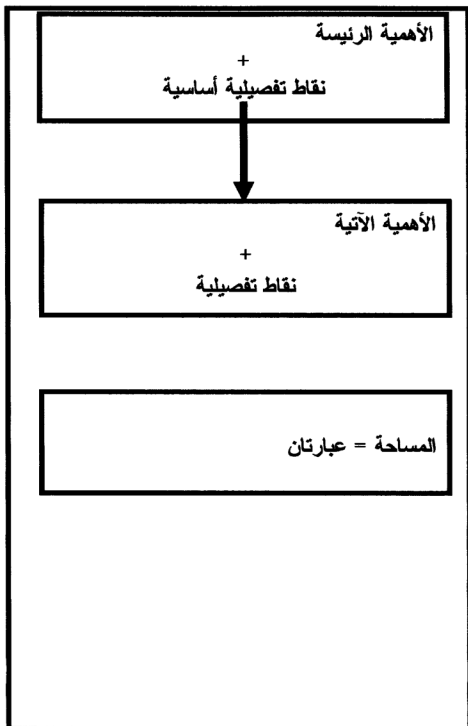 الأهمية الرئيسة
+
نقاط تفصيلية أساسية
الأهمية الآتية
+
نقاط تفصيلية
المساحة = عبارتان